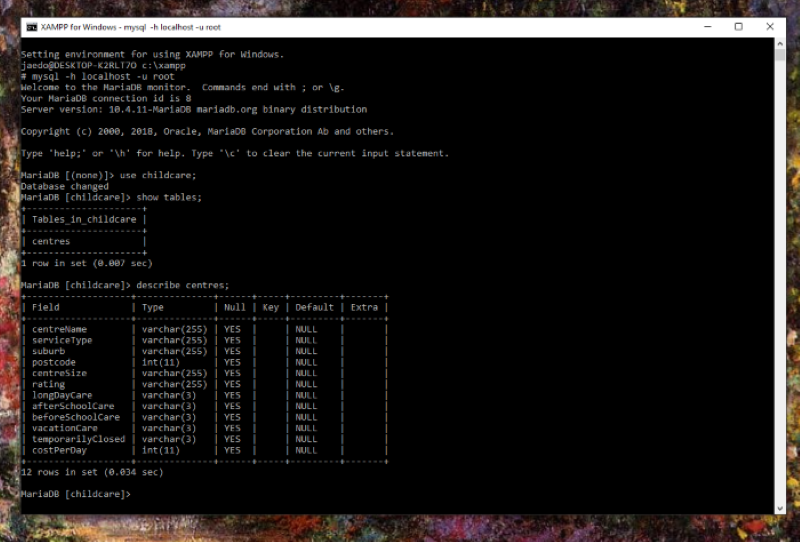 XAMPP for Windows - mysql -h localhost -u root
Setting environment for using XAMPP for Windows.
jaedo@DESKTOP-K2RLT7O c:\xampp
# mysql -h localhost -u root
Welcome to the MariaDB monitor.  Commands end with ; or \g.
Your MariaDB connection id is 8
Server version: 10.4.11-MariaDB mariadb.org binary distribution
Copyright (c) 2000, 2018, Oracle, MariaDB Corporation Ab and others.
Type 'help;' or '\h' for help. Type '\c' to clear the current input statement.
MariaDB [(none)]> use childcare;
Database changed
MariaDB [childcare]> show tables;
+---------------------+
| Tables_in_childcare |
+---------------------+
| centres             |
+---------------------+
1 row in set (0.007 sec)
MariaDB [childcare]> describe centres;
+-------------------+--------------+------+-----+---------+-------+
| Field             | Type         | Null | Key | Default | Extra |
+-------------------+--------------+------+-----+---------+-------+
| centreName        | varchar(255) | YES  |     | NULL    |       |
| serviceType       | varchar(255) | YES  |     | NULL    |       |
| suburb            | varchar(255) | YES  |     | NULL    |       |
| postcode          | int(11)      | YES  |     | NULL    |       |
| centreSize        | varchar(255) | YES  |     | NULL    |       |
| rating            | varchar(255) | YES  |     | NULL    |       |
| longDayCare       | varchar(3)   | YES  |     | NULL    |       |
| afterSchoolCare   | varchar(3)   | YES  |     | NULL    |       |
| beforeSchoolCare  | varchar(3)   | YES  |     | NULL    |       |
| vacationCare      | varchar(3)   | YES  |     | NULL    |       |
| temporarilyClosed | varchar(3)   | YES  |     | NULL    |       |
| costPerDay        | int(11)      | YES  |     | NULL    |       |
+-------------------+--------------+------+-----+---------+-------+
12 rows in set (0.034 sec)
MariaDB [childcare]>